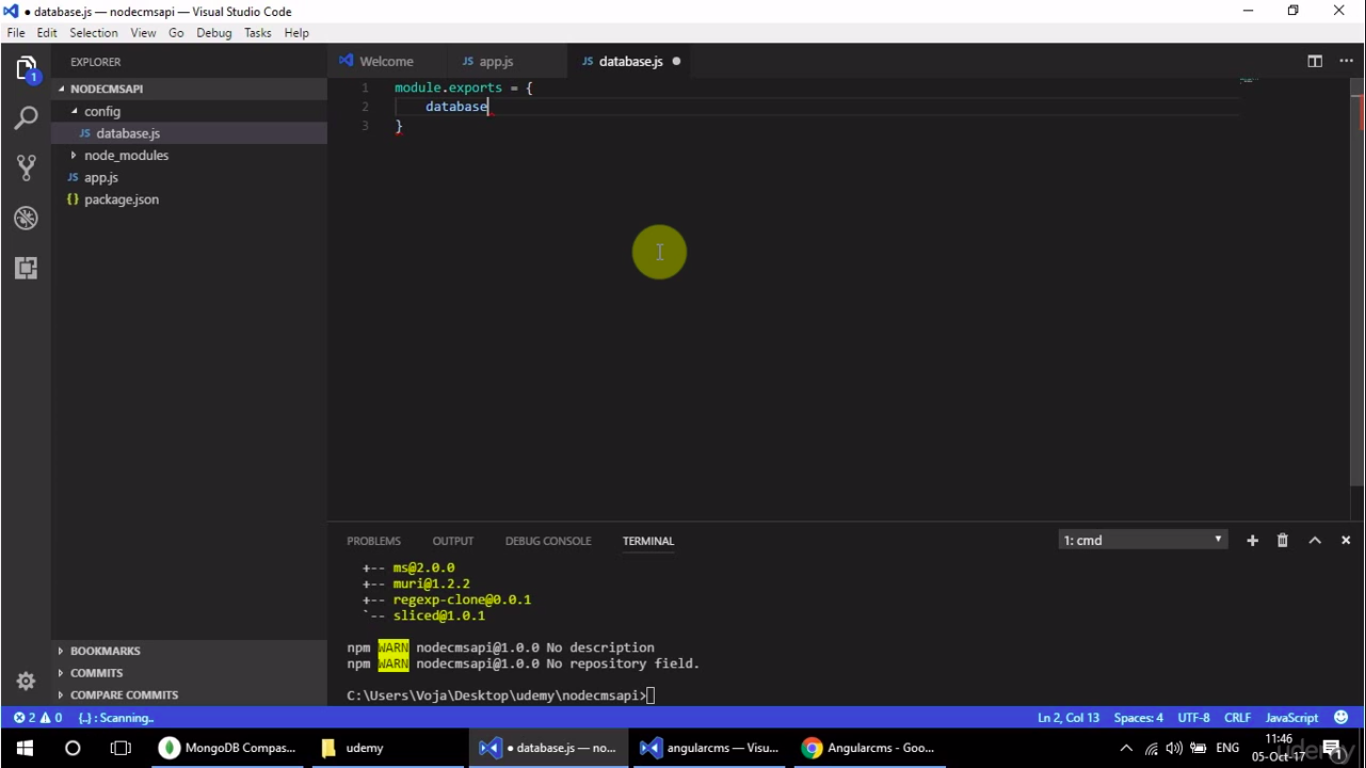 ● database.js — nodecmsapi — Visual Studio Code
File Edit Selection View Go Debug Tasks Help
EXPLORER
Welcome
JS app.js
JS database.js ●
1
NODECMSAPI
config
JS database.js
node_modules
JS app.js
{} package.json
1 module.exports = {
2 database
3 }
BOOKMARKS
COMMITS
COMPARE COMMITS
PROBLEMS OUTPUT DEBUG CONSOLE TERMINAL 1: cmd
+-- ms@2.0.0
+-- muri@1.2.2
+-- regexp-clone@0.0.1
`-- sliced@1.0.1
npm WARN nodecmsapi@1.0.0 No description
npm WARN nodecmsapi@1.0.0 No repository field.
C:\Users\Voja\Desktop\udemy\nodecmsapi>
2 0 {..} : Scanning.. Ln 2, Col 13 Spaces: 4 UTF-8 CRLF JavaScript
MongoDB Compas... udemy ● database.js — no... angularcms — Visu... Angularcms - Goo... ENG 11:46
05-Oct-17 1
udemy